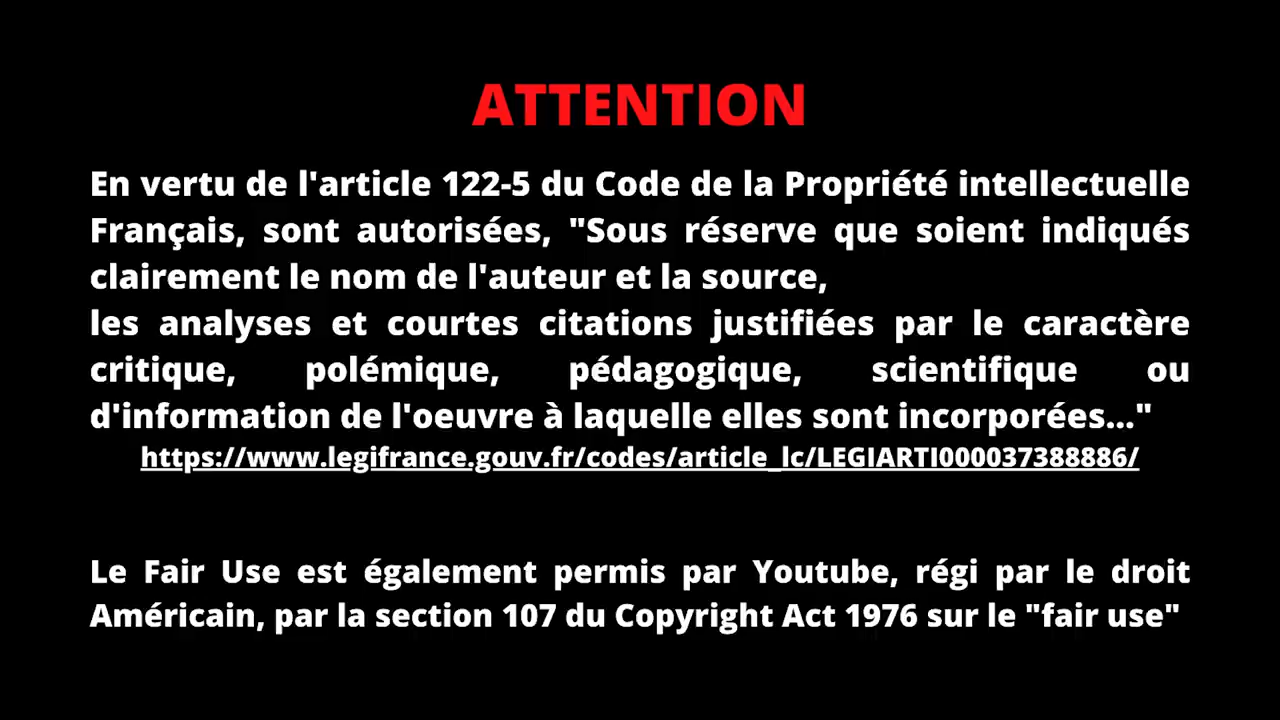 ATTENTION
En vertu de l'article 122-5 du Code de la Propriété intellectuelle
Français, sont autorisées, "Sous réserve que soient indiqués
clairement le nom de l'auteur et la source,
les analyses et courtes citations justifiées par le caractère
critique, polémique, pédagogique, scientifique ou
d'information de l'oeuvre à laquelle elles sont incorporées..."
https://www.legifrance.gouv.fr/codes/article_lc/LEGIARTI000037388886/
Le Fair Use est également permis par Youtube, régi par le droit
Américain, par la section 107 du Copyright Act 1976 sur le "fair use"